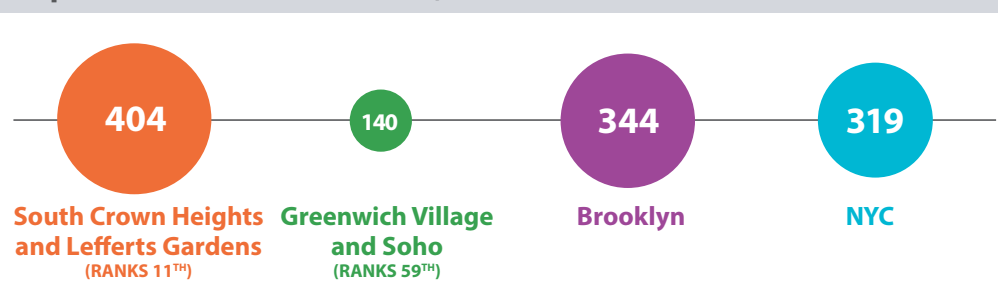 404
140
344
319
South Crown Heights
and Lefferts Gardens
(RANKS 11TH)
Greenwich Village
and Soho
(RANKS 59TH)
Brooklyn
NYC